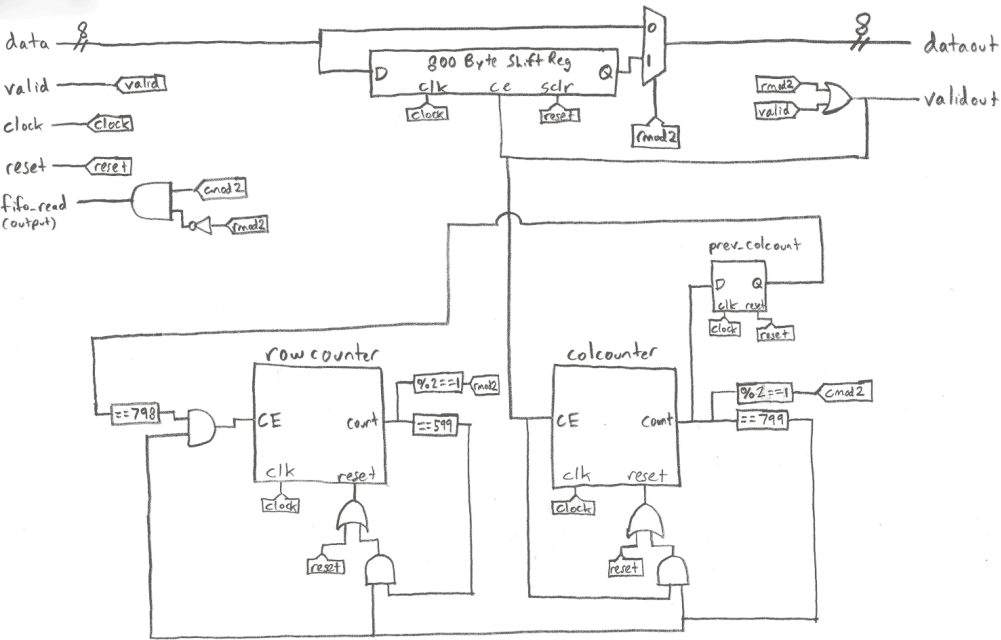 data
8
valid
valid
clock
clock
reset
reset
fifo_read
(output)
cmod2
rmod2
800 Byte Shift Reg
D
Q
clk
ce
sclr
clock
reset
0
1
rmod2
8
dataout
rmod2
valid
validout
prev_colcount
D
Q
clk
reset
clock
reset
row counter
==798
CE
count
clk
reset
clock
%2==1
rmod2
==599
reset
colcounter
CE
Count
clk
reset
clock
%2==1
cmod2
==799
reset